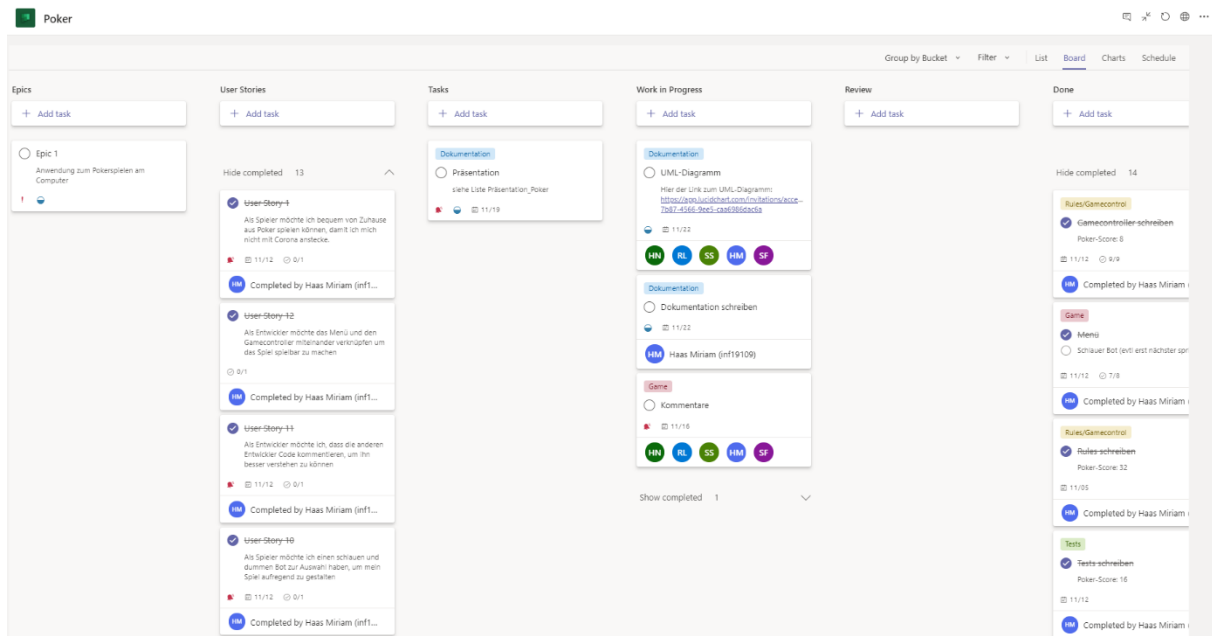 Poker
Group by Bucket
Filter
List
Board
Charts
Schedule
Epics
+ Add task
Epic 1
Anwendung zum Pokerspielen am
Computer
User Stories
+ Add task
Hide completed 13
User Story 1
Als Spieler möchte ich bequem von Zuhause
aus Poker spielen können, damit ich mich
nicht mit Corona anstecke.
11/12 0/1
HM Completed by Haas Miriam (inf1...
User Story 12
Als Entwickler möchte das Menü und den
Gamecontroller miteinander verknüpfen um
das Spiel spielbar zu machen
0/1
HM Completed by Haas Miriam (inf1...
User Story 11
Als Entwickler möchte ich, dass die anderen
Entwickler Code kommentieren, um ihn
besser verstehen zu können
11/12 0/1
HM Completed by Haas Miriam (inf1...
User Story 10
Als Spieler möchte ich einen schlauen und
dummen Bot zur Auswahl haben, um mein
Spiel aufregend zu gestalten
11/12 0/1
HM Completed by Haas Miriam (inf1...
Tasks
+ Add task
Dokumentation
Präsentation
siehe Liste Präsentation_Poker
11/19
Work in Progress
+ Add task
Dokumentation
UML-Diagramm
Hier der Link zum UML-Diagramm:
https://app.lucidchart.com/invitations/acce...
7b87-4566-9ee5-caa6986dac6a
11/22
HN RL SS HM SF
Dokumentation
Dokumentation schreiben
11/22
HM Haas Miriam (inf19109)
Game
Kommentare
11/16
HN RL SS HM SF
Show completed 1
Review
+ Add task
Done
+ Add task
Hide completed 14
Rules/Gamecontrol
Gamecontroller schreiben
Poker-Score: 8
11/12 9/9
HM Completed by Haas Miriam (
Game
Menü
Schlauer Bot (evtl erst nächster spr
11/12 7/8
HM Completed by Haas Miriam (
Rules/Gamecontrol
Rules schreiben
Poker-Score: 32
11/05
HM Completed by Haas Miriam (
Tests
Tests schreiben
Poker-Score: 16
11/12
HM Completed by Haas Miriam (